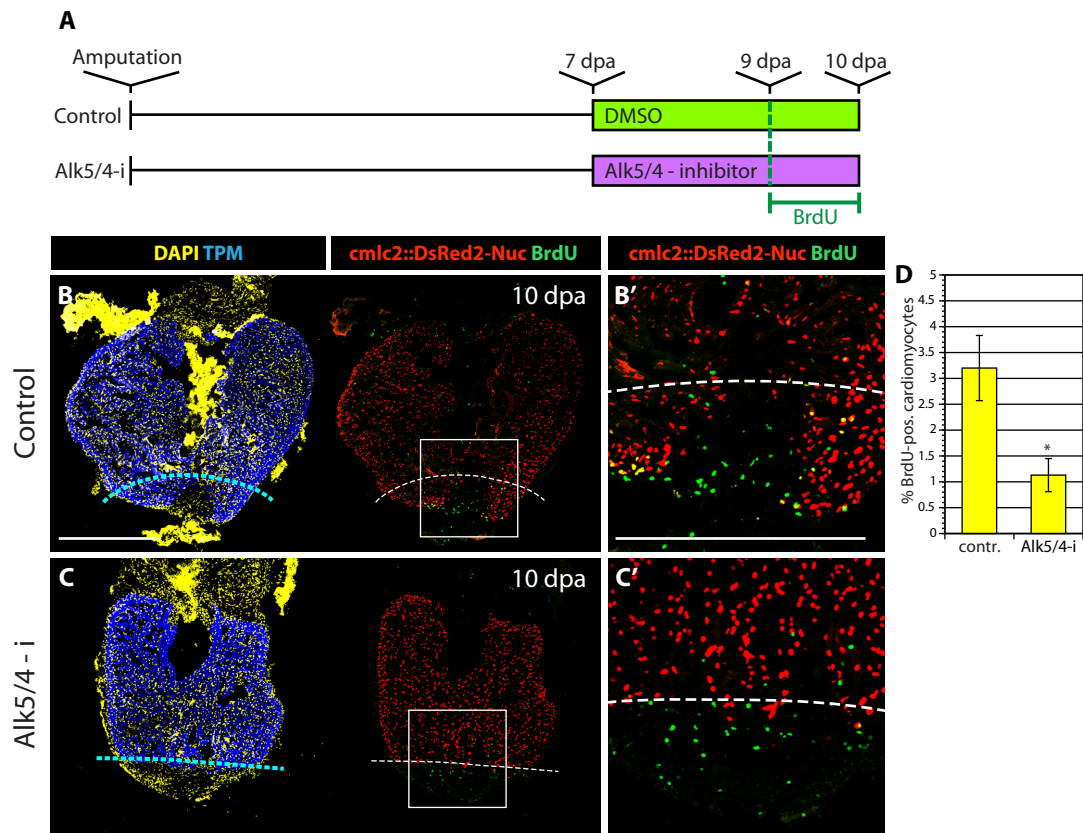 A
Amputation
7 dpa
9 dpa
10 dpa
Control
DMSO
Alk5/4-i
Alk5/4 - inhibitor
BrdU
DAPI TPM
cmlc2::DsRed2-Nuc BrdU
cmlc2::DsRed2-Nuc BrdU
Control
B
10 dpa
B'
Alk5/4 - i
C
10 dpa
C'
D
% BrdU-pos. cardiomyocytes
5
4.5
4
3.5
3
2.5
2
1.5
1
0.5
0
*
contr.
Alk5/4-i